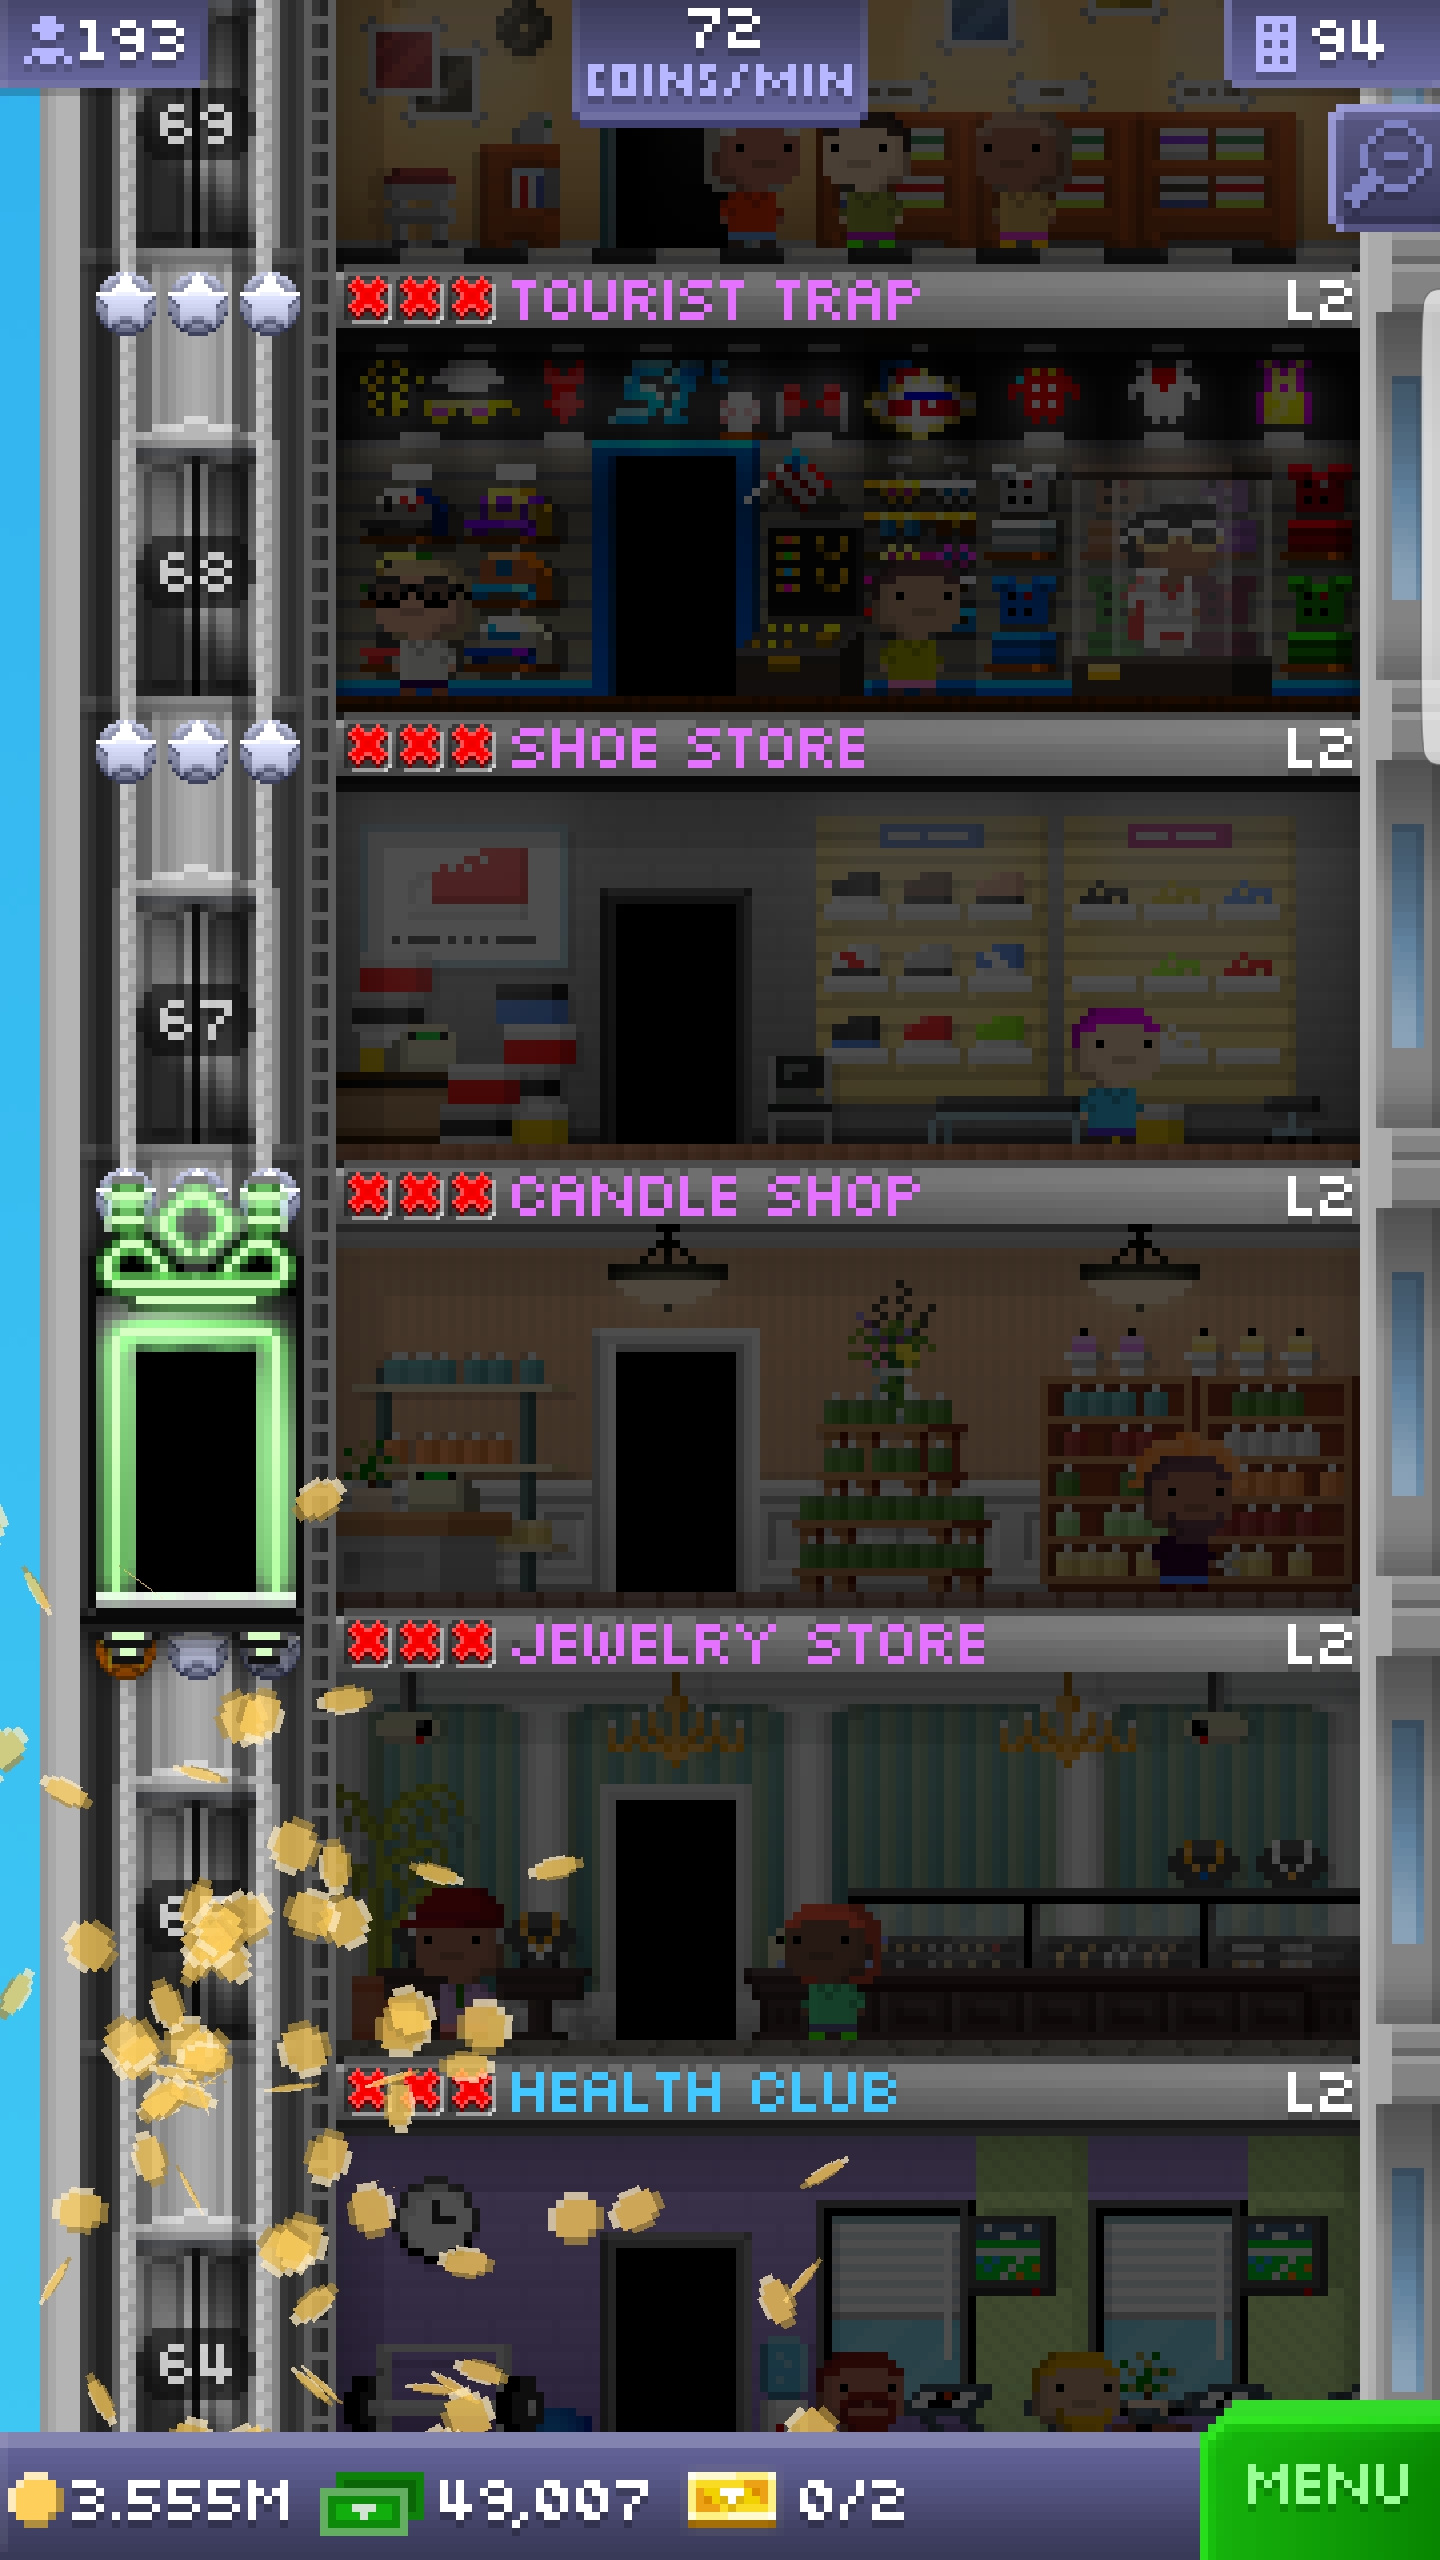 193
72
COINS/MIN
94
69
TOURIST TRAP
L2
68
SHOE STORE
L2
67
CANDLE SHOP
L2
JEWELRY STORE
L2
HEALTH CLUB
L2
64
3.555M
49,007
0/2
MENU